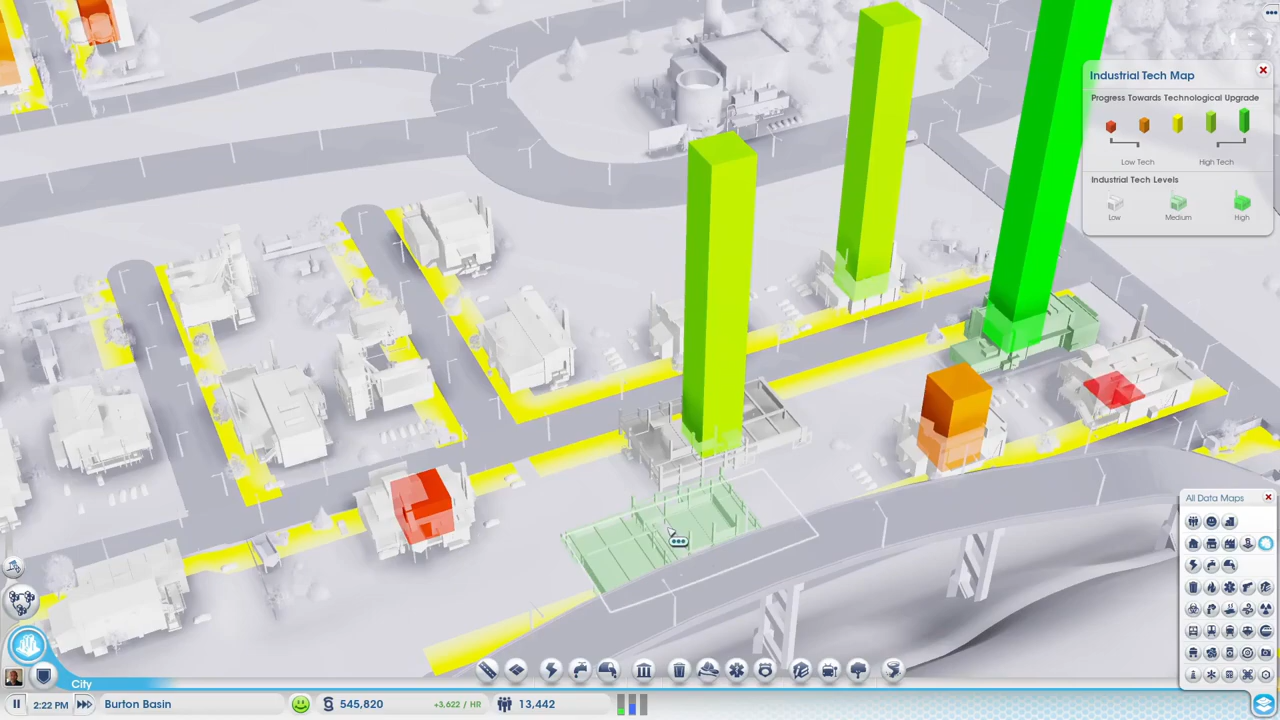 Industrial Tech Map
Progress Towards Technological Upgrade
Low Tech
High Tech
Industrial Tech Levels
Low
Medium
High
All Data Maps
City
2:22 PM
Burton Basin
545,820
+3,622 / HR
13,442